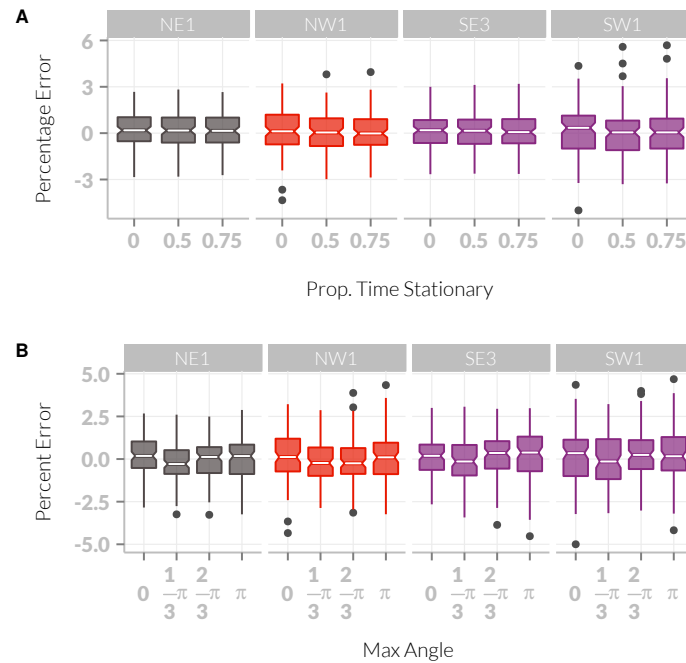 A
NE1 NW1 SE3 SW1
Percentage Error
6
3
0
-3
0 0.5 0.75 0 0.5 0.75 0 0.5 0.75 0 0.5 0.75
Prop. Time Stationary
B
NE1 NW1 SE3 SW1
Percent Error
5.0
2.5
0.0
-2.5
-5.0
0 1/3 π 2/3 π π 0 1/3 π 2/3 π π 0 1/3 π 2/3 π π 0 1/3 π 2/3 π π
Max Angle